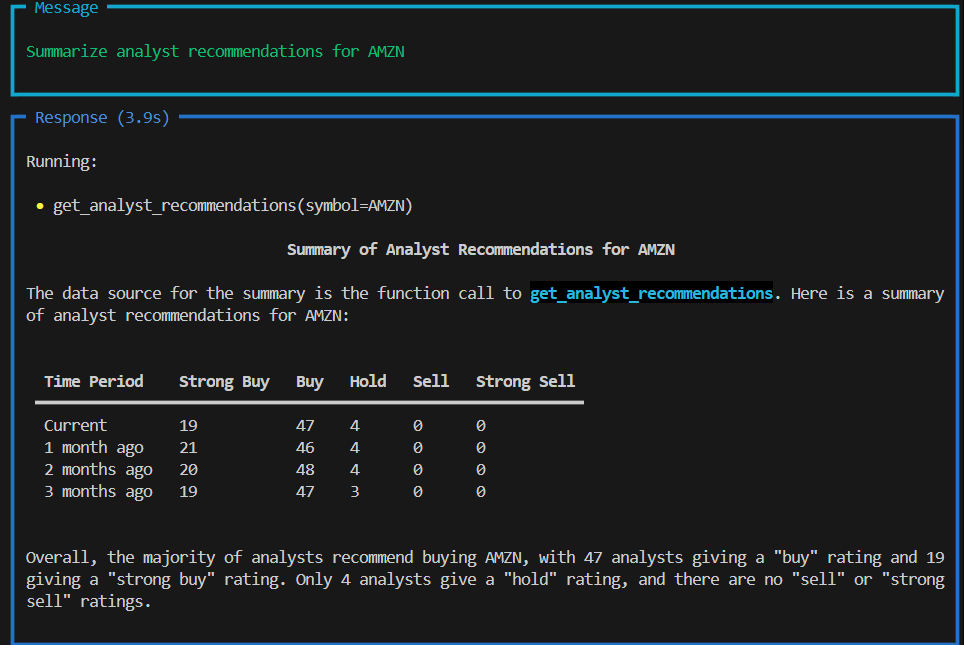 Message
Summarize analyst recommendations for AMZN
Response (3.9s)
Running:
• get_analyst_recommendations(symbol=AMZN)
Summary of Analyst Recommendations for AMZN
The data source for the summary is the function call to get_analyst_recommendations. Here is a summary
of analyst recommendations for AMZN:
Time Period Strong Buy Buy Hold Sell Strong Sell
Current 19 47 4 0 0
1 month ago 21 46 4 0 0
2 months ago 20 48 4 0 0
3 months ago 19 47 3 0 0
Overall, the majority of analysts recommend buying AMZN, with 47 analysts giving a "buy" rating and 19
giving a "strong buy" rating. Only 4 analysts give a "hold" rating, and there are no "sell" or "strong
sell" ratings.